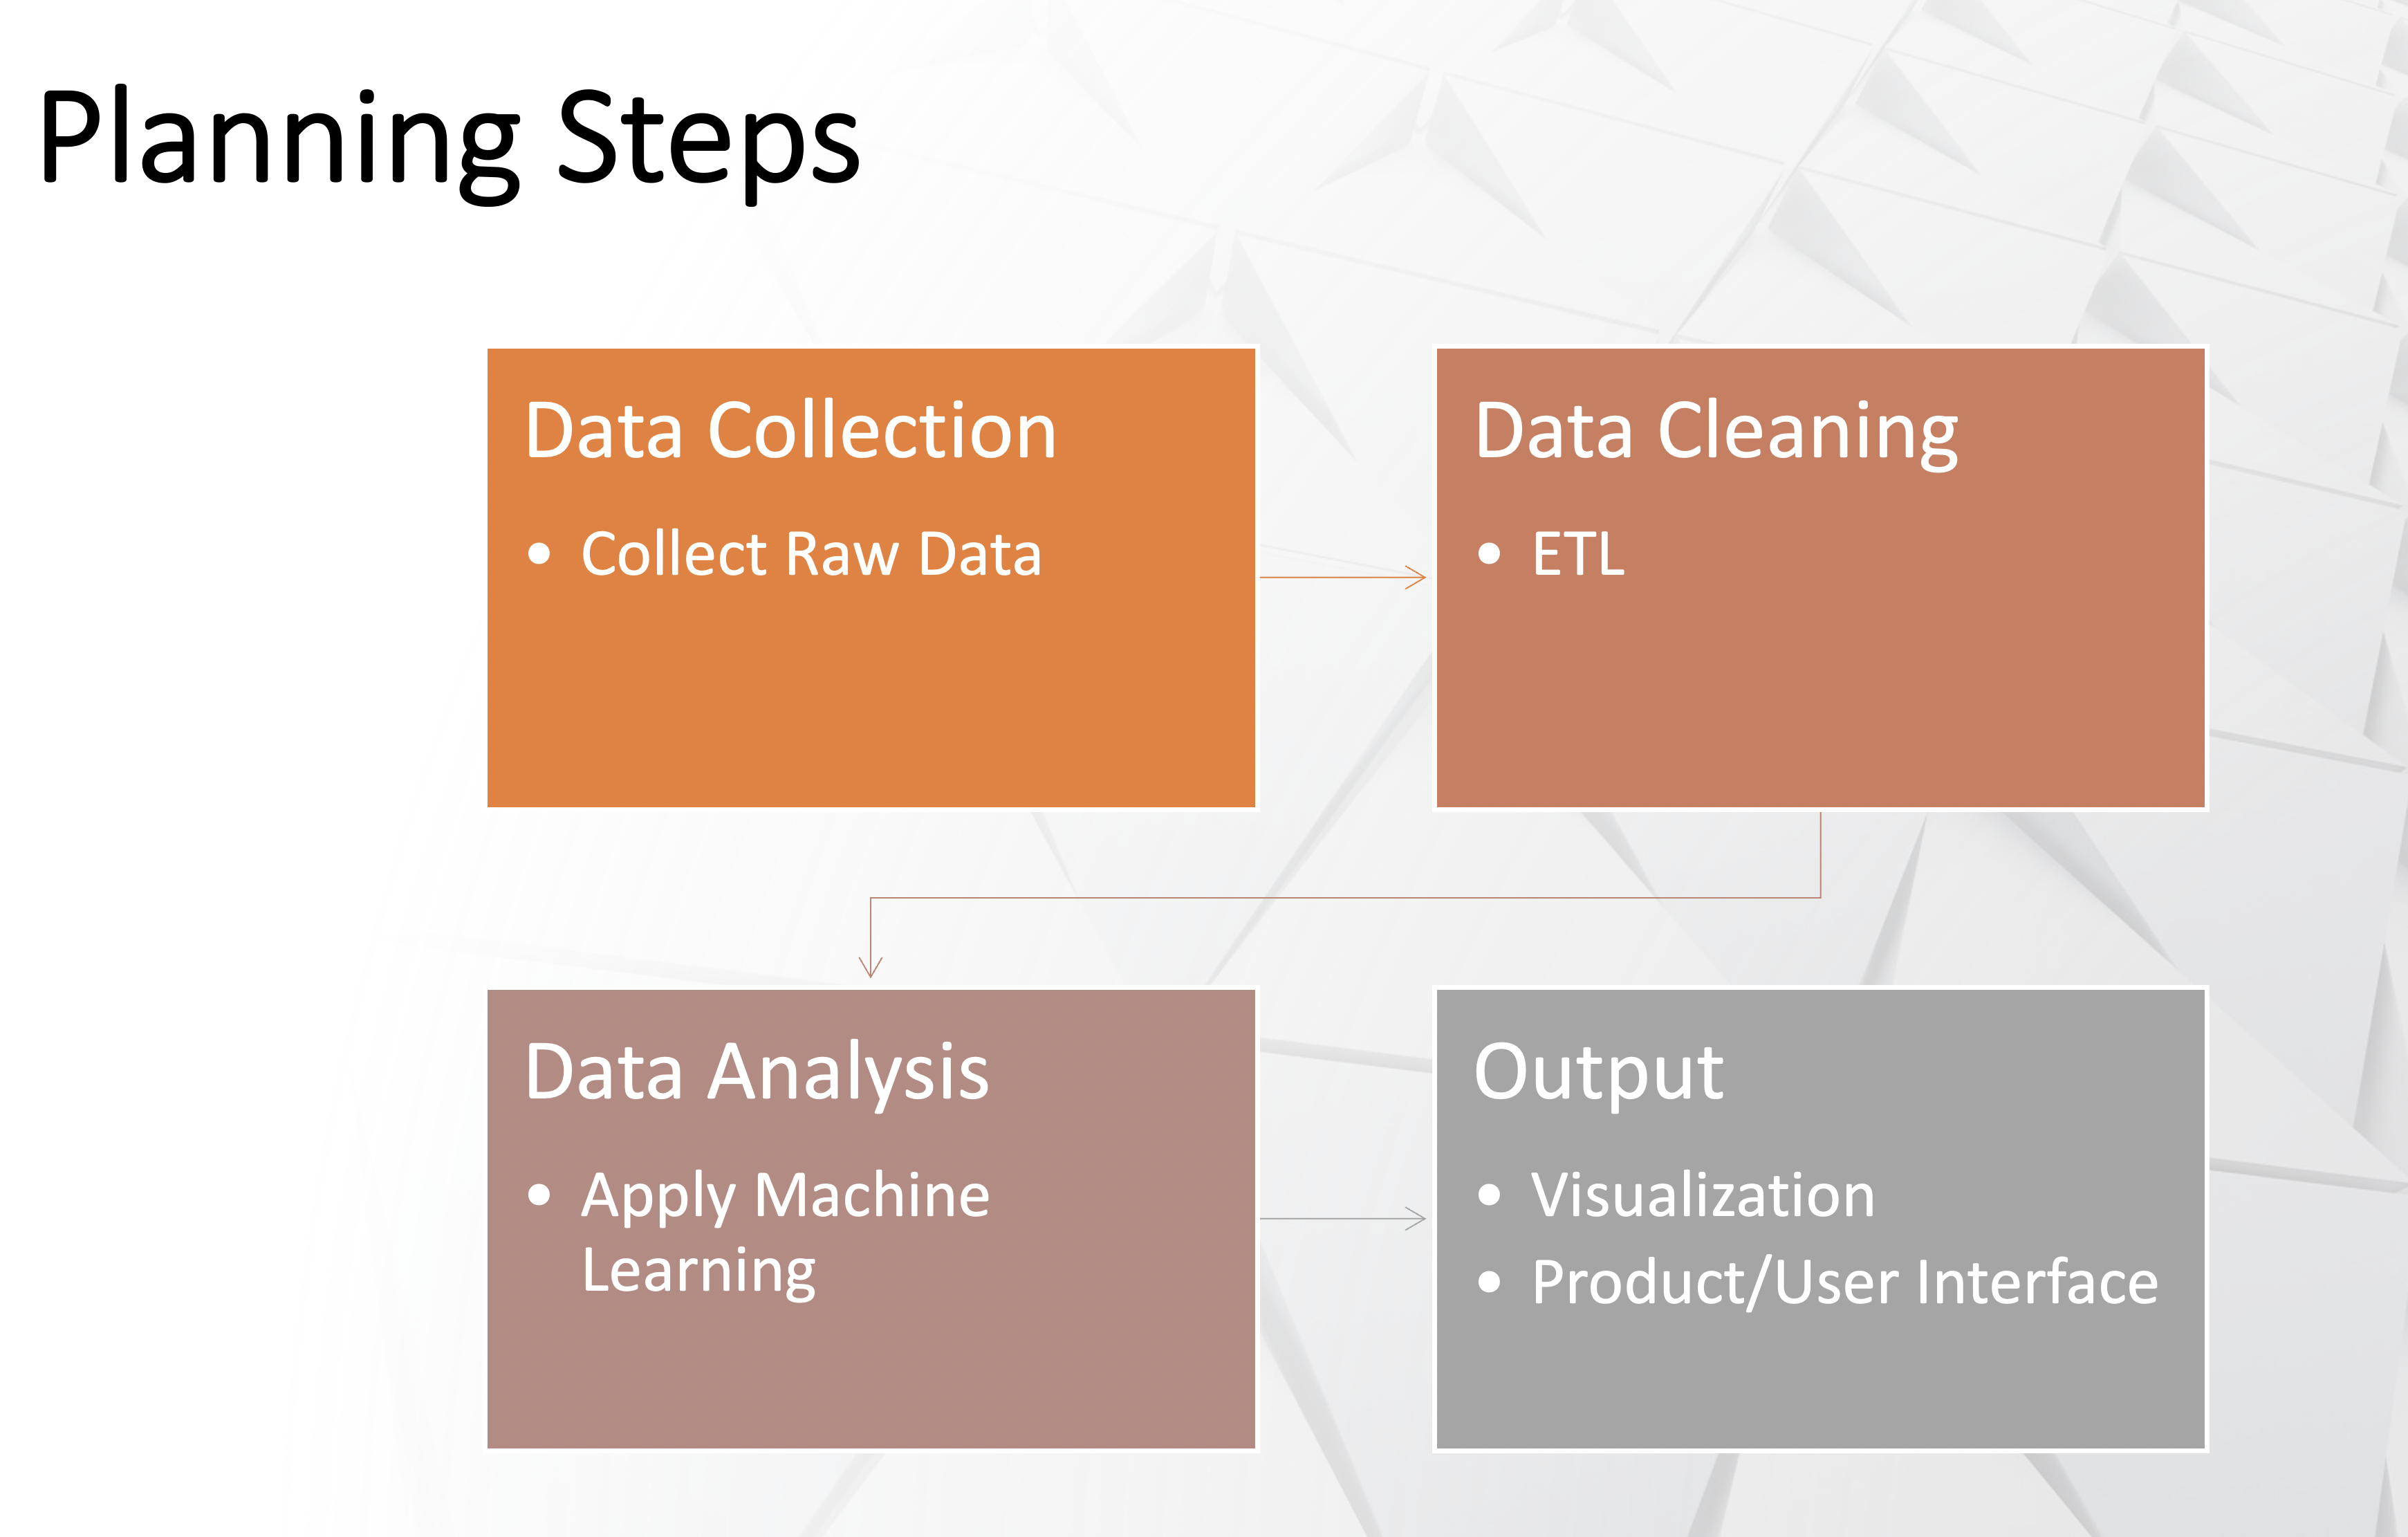 Planning Steps
Data Collection
• Collect Raw Data
Data Cleaning
• ETL
Data Analysis
• Apply Machine
Learning
Output
• Visualization
• Product/User Interface